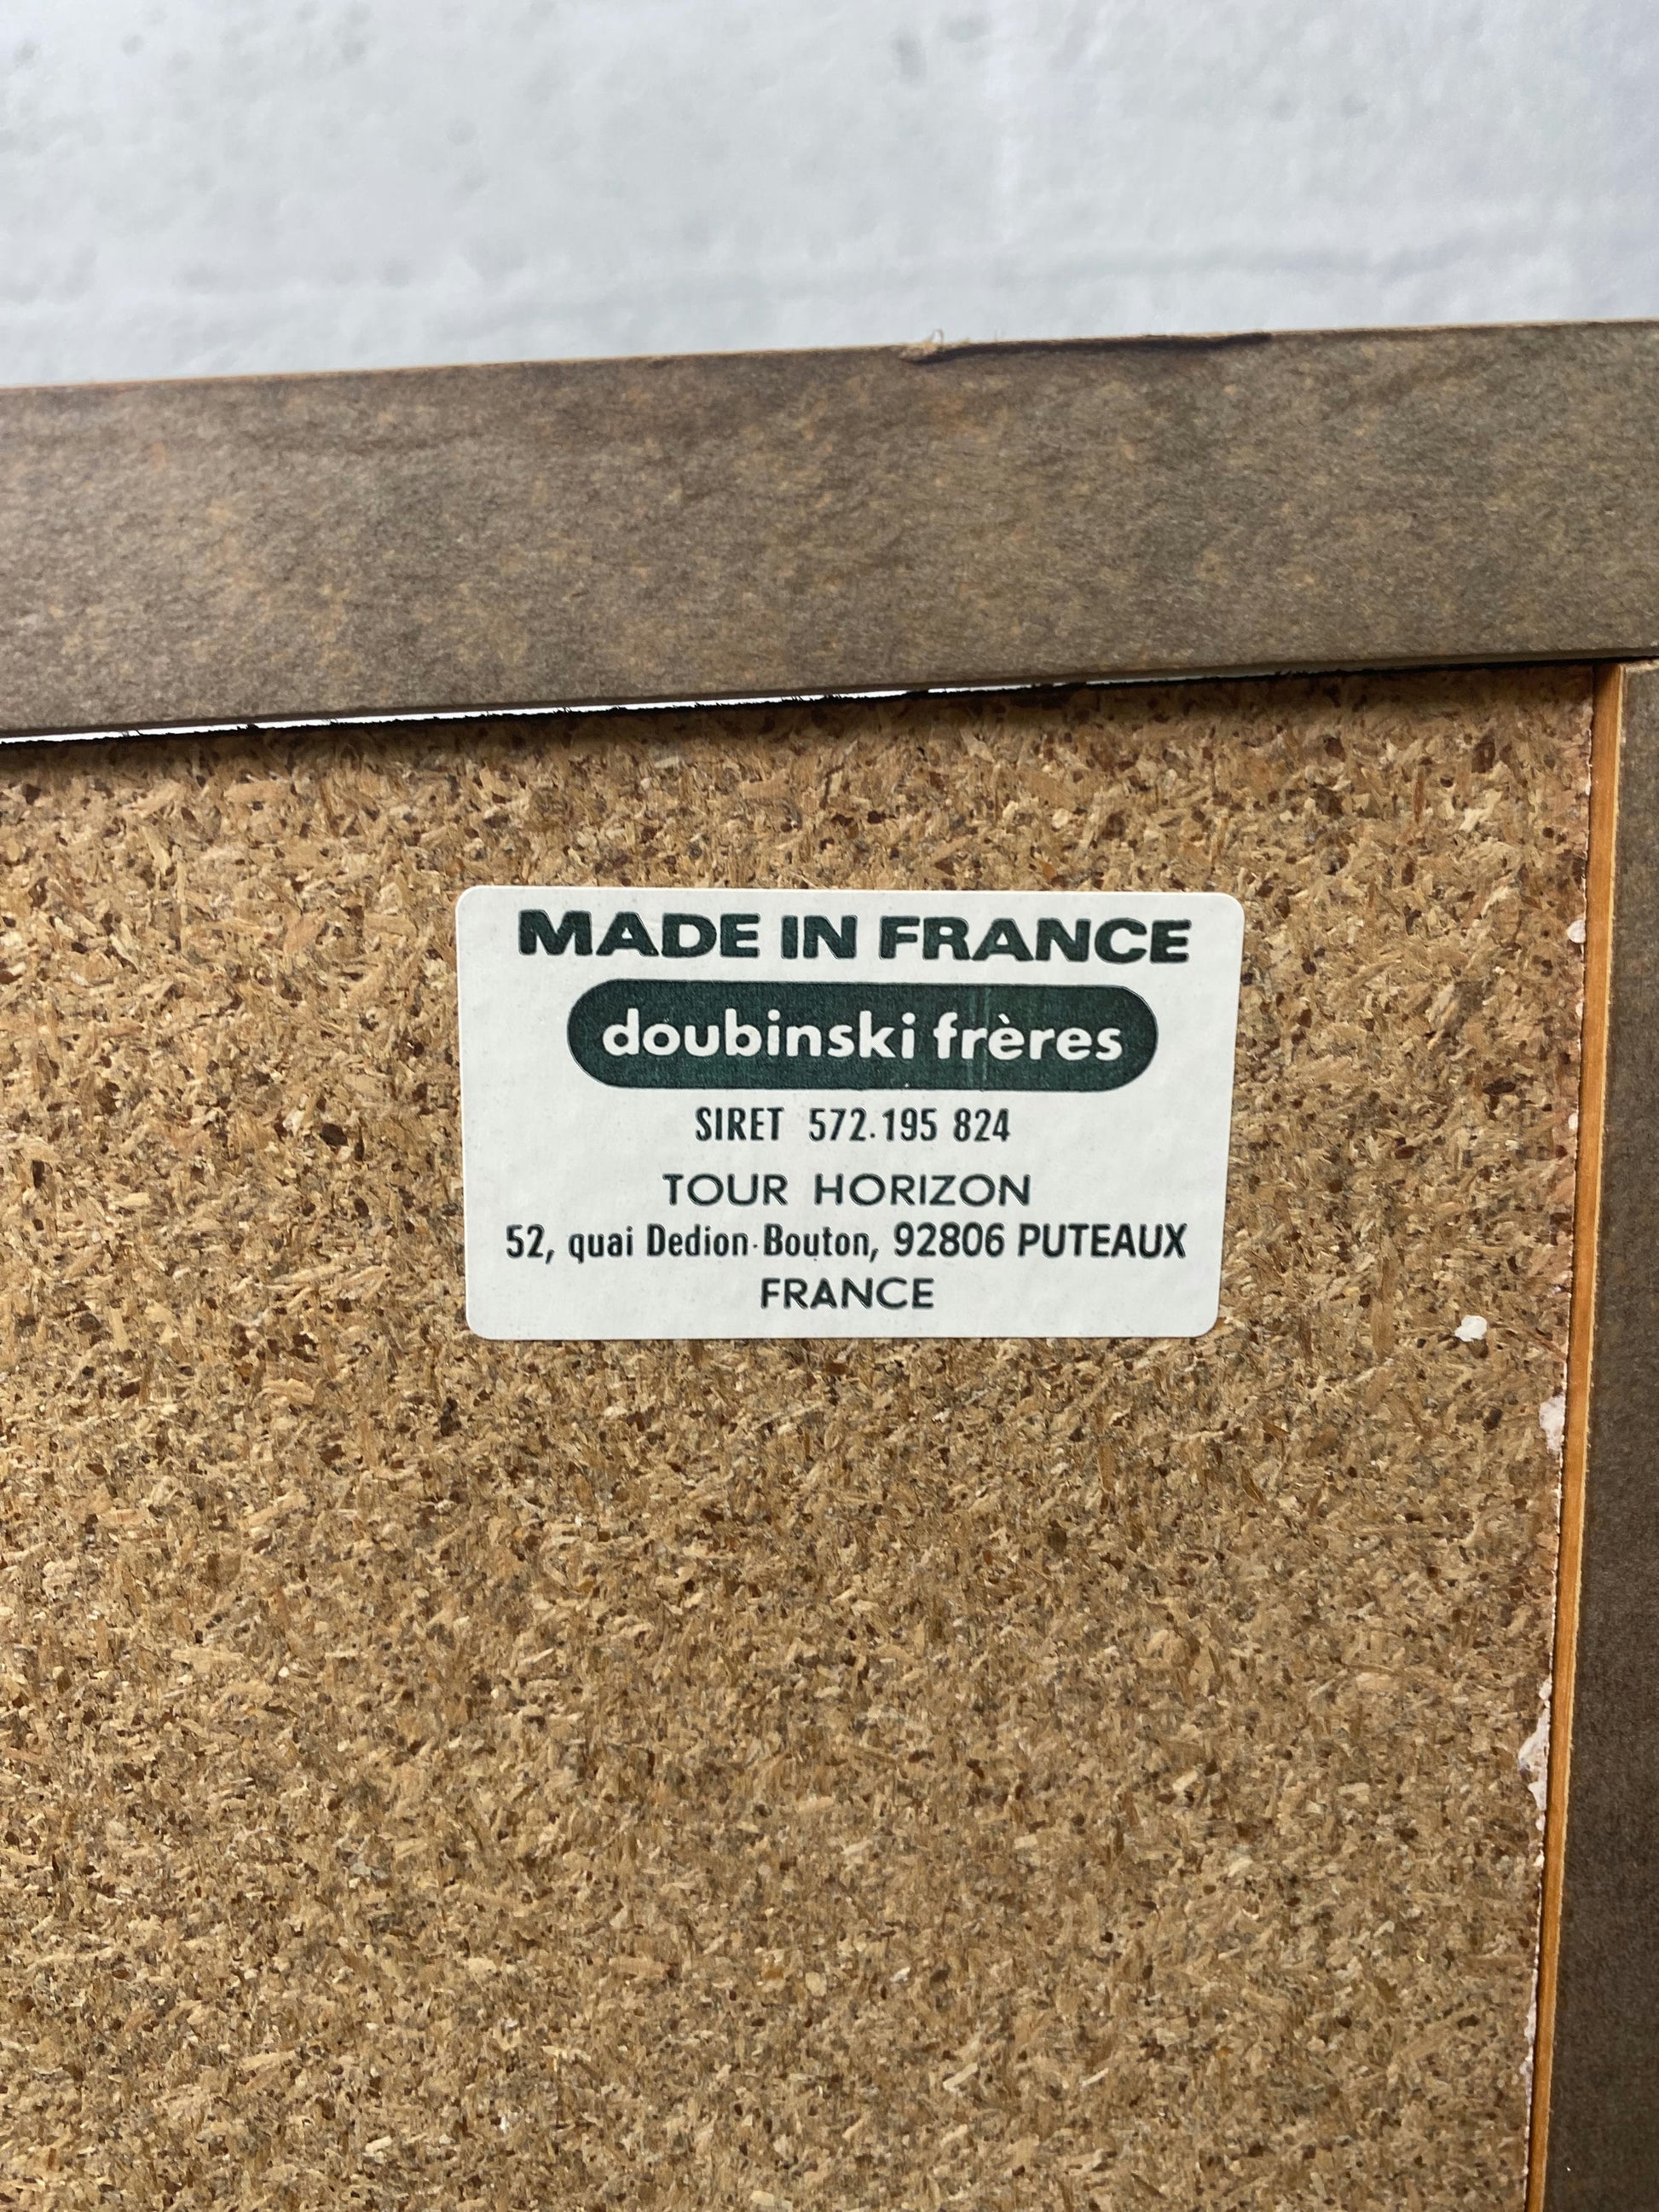 MADE IN FRANCE
doubinski frères
SIRET 572.195 824
TOUR HORIZON
52, quai Dedion-Bouton, 92806 PUTEAUX
FRANCE